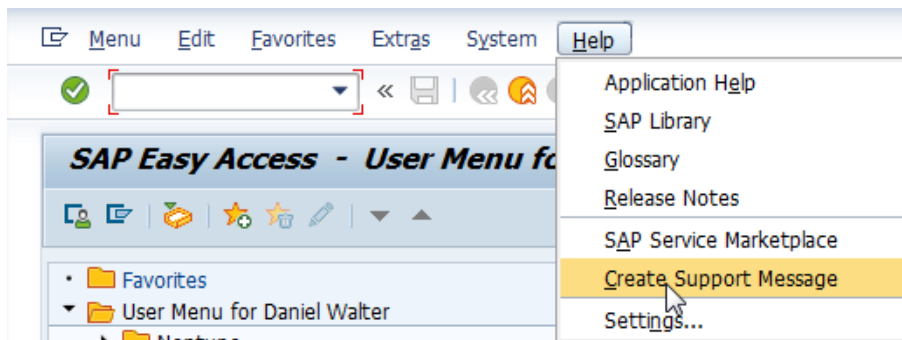 Menu Edit Favorites Extras System Help
Application Help
SAP Library
Glossary
Release Notes
SAP Service Marketplace
Create Support Message
Settings...
SAP Easy Access - User Menu fo
Favorites
User Menu for Daniel Walter
Neptune